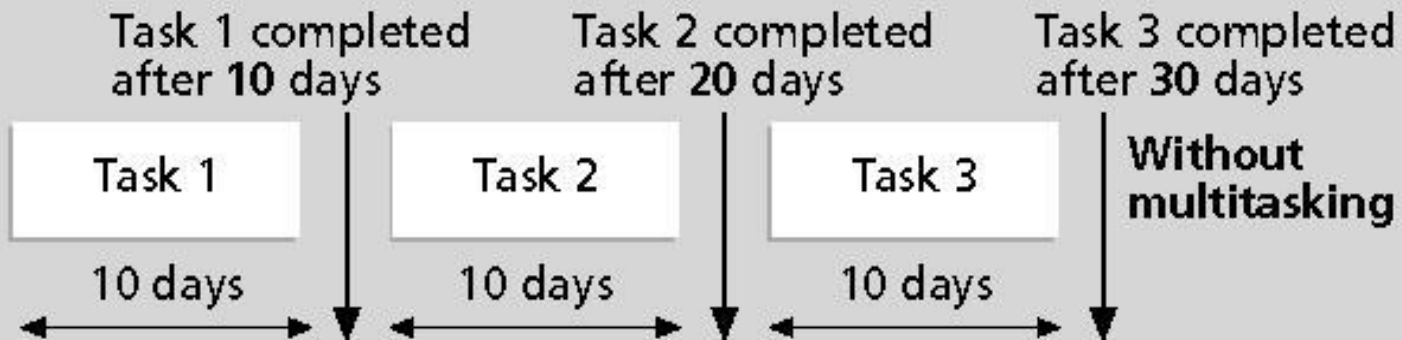 Task 1 completed
after 10 days
Task 2 completed
after 20 days
Task 3 completed
after 30 days
Task 1
Task 2
Task 3
Without
multitasking
10 days
10 days
10 days